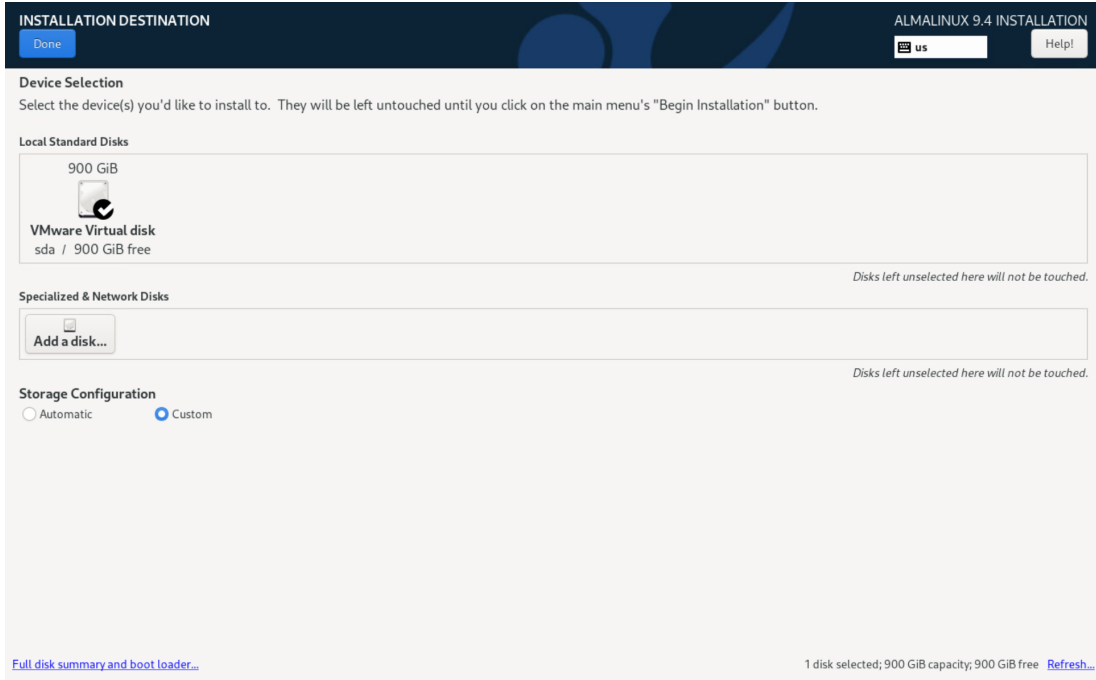 INSTALLATION DESTINATION
ALMALINUX 9.4 INSTALLATION
Done
us
Help!
Device Selection
Select the device(s) you'd like to install to. They will be left untouched until you click on the main menu's "Begin Installation" button.
Local Standard Disks
900 GiB
VMware Virtual disk
sda / 900 GiB free
Disks left unselected here will not be touched.
Specialized & Network Disks
Add a disk...
Disks left unselected here will not be touched.
Storage Configuration
Automatic
Custom
Full disk summary and boot loader...
1 disk selected; 900 GiB capacity; 900 GiB free Refresh...